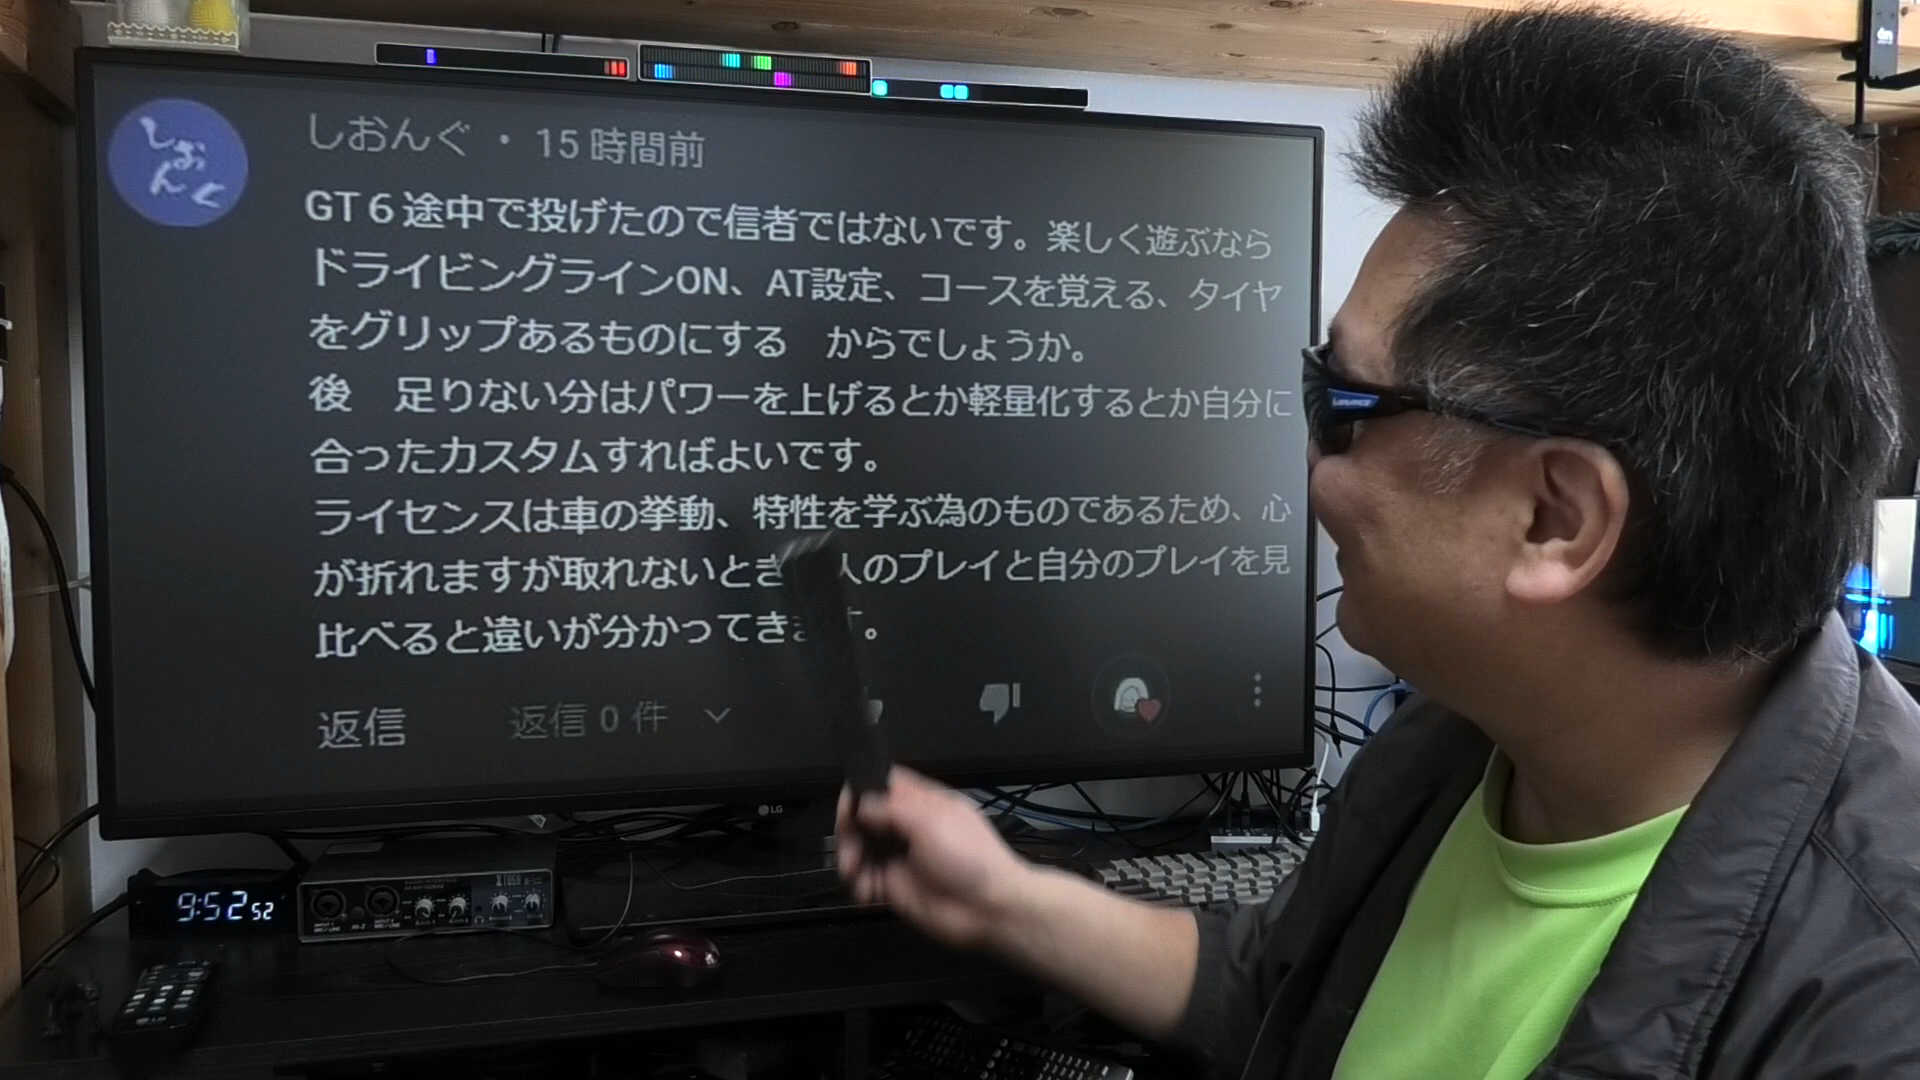 しおんぐ
しおんぐ・15 時間前
GT６途中で投げたので信者ではないです。楽しく遊ぶなら
ドライビングラインON、AT設定、コースを覚える、タイヤ
をグリップあるものにする　からでしょうか。
後　足りない分はパワーを上げるとか軽量化するとか自分に
合ったカスタムすればよいです。
ライセンスは車の挙動、特性を学ぶ為のものであるため、心
が折れますが取れないとき 人のプレイと自分のプレイを見
比べると違いが分かってきます。
返信　返信 0 件
LG
9:52 52